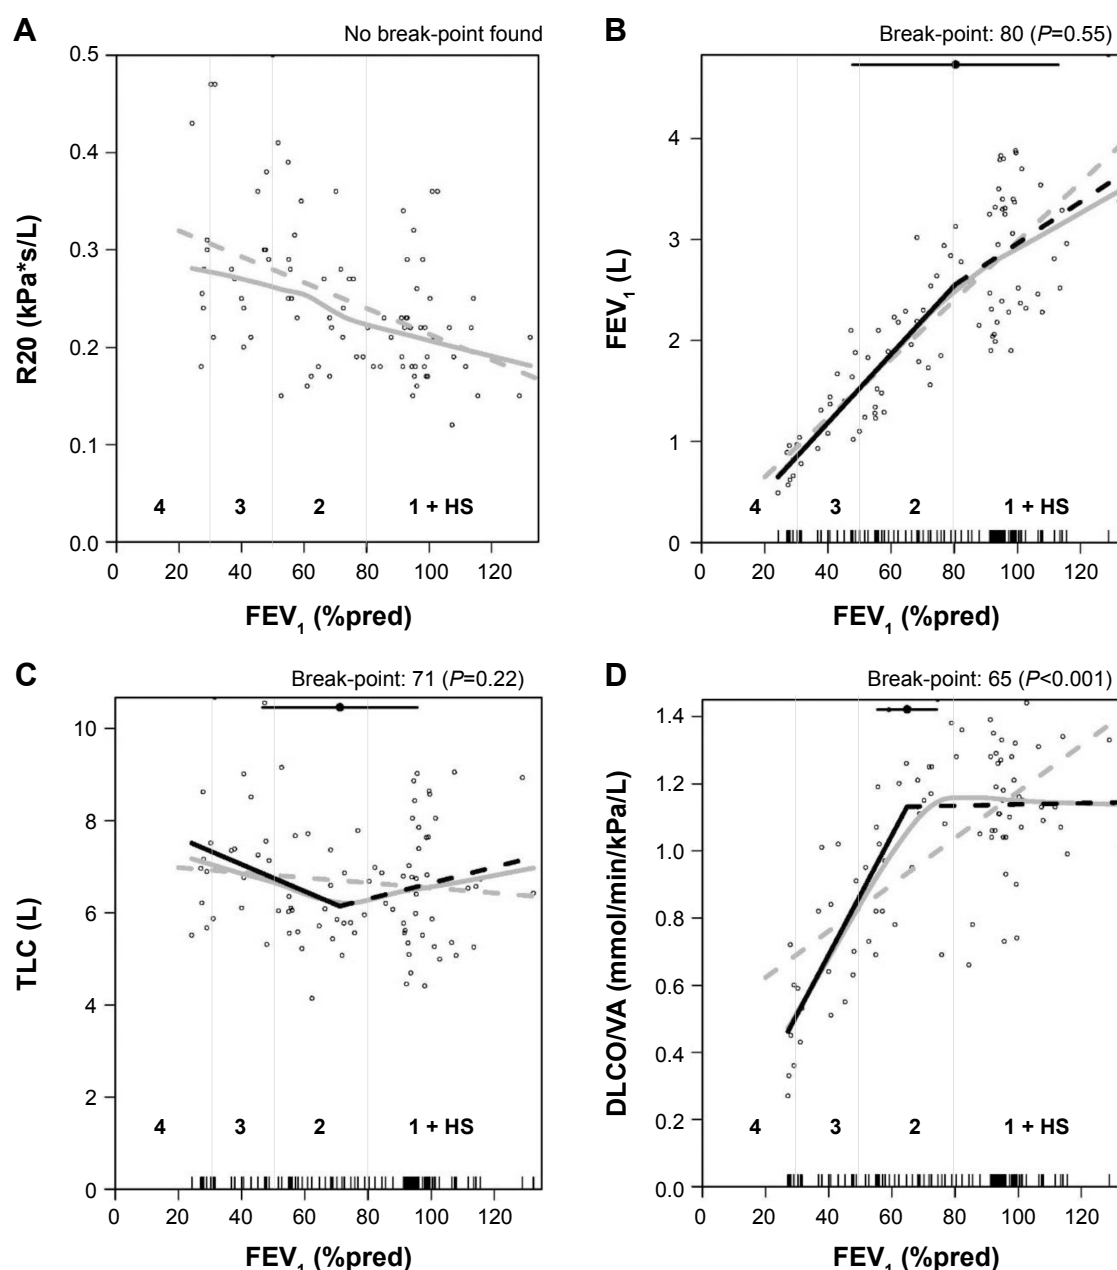 A
No break-point found
R20 (kPa*s/L)
0.5
0.4
0.3
0.2
0.1
0.0
4 3 2 1 + HS
0 20 40 60 80 100 120
FEV1 (%pred)
B
Break-point: 80 (P=0.55)
FEV1 (L)
4
3
2
1
0
4 3 2 1 + HS
0 20 40 60 80 100 120
FEV1 (%pred)
C
Break-point: 71 (P=0.22)
TLC (L)
10
8
6
4
2
0
4 3 2 1 + HS
0 20 40 60 80 100 120
FEV1 (%pred)
D
Break-point: 65 (P<0.001)
DLCO/VA (mmol/min/kPa/L)
1.4
1.2
1.0
0.8
0.6
0.4
0.2
0.0
4 3 2 1 + HS
0 20 40 60 80 100 120
FEV1 (%pred)